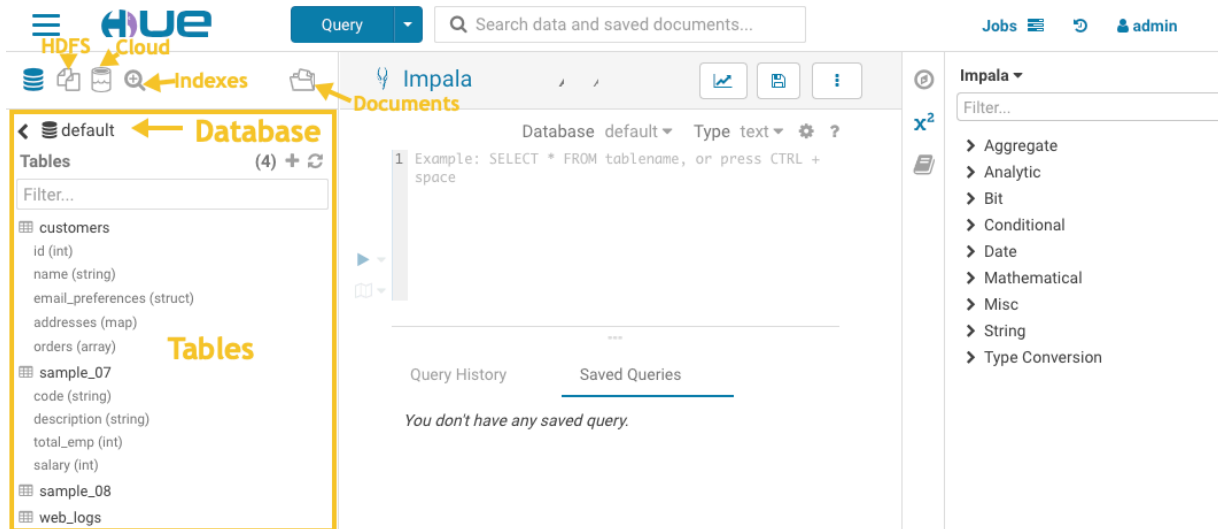 HUE
Query
Search data and saved documents...
Jobs
admin
HDFS
Cloud
Indexes
Documents
default
Database
Tables (4)
Filter...
customers
id (int)
name (string)
email_preferences (struct)
addresses (map)
orders (array)
Tables
sample_07
code (string)
description (string)
total_emp (int)
salary (int)
sample_08
web_logs
Impala
Database default Type text ?
1 Example: SELECT * FROM tablename, or press CTRL +
space
Query History Saved Queries
You don't have any saved query.
x²
Impala
Filter...
Aggregate
Analytic
Bit
Conditional
Date
Mathematical
Misc
String
Type Conversion